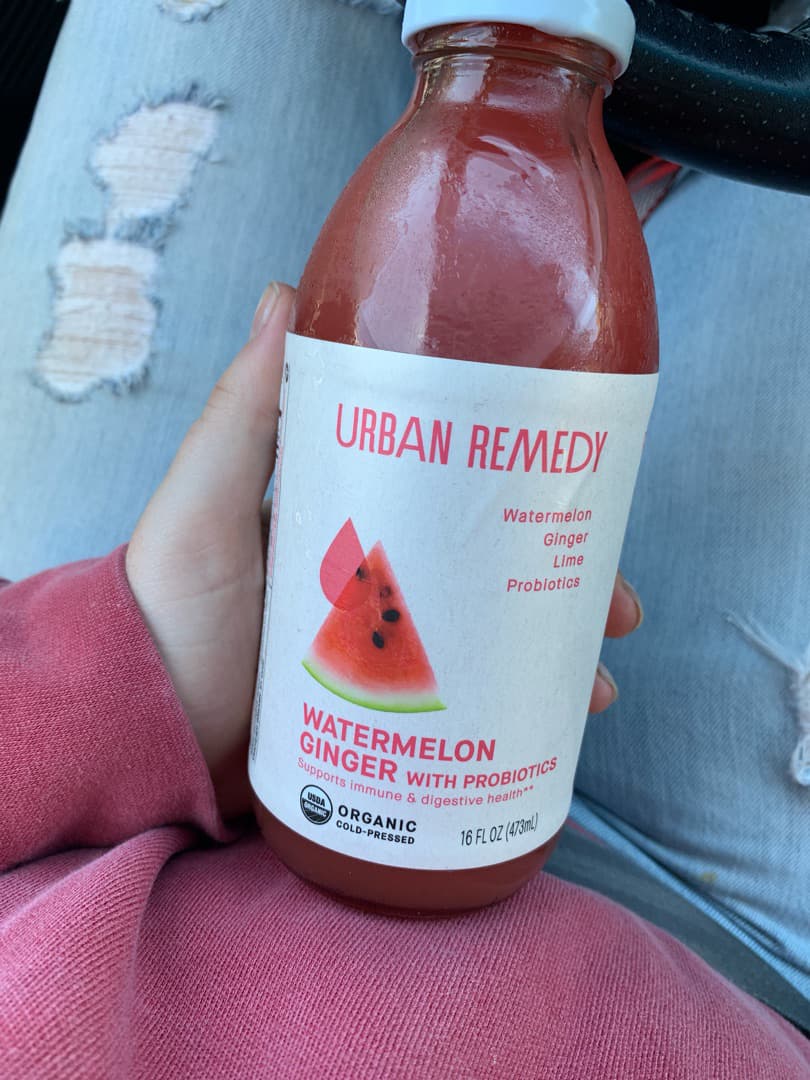 URBAN REMEDY
Watermelon
Ginger
Lime
Probiotics
WATERMELON
GINGER WITH PROBIOTICS
Supports immune & digestive health**
USDA
ORGANIC
ORGANIC
COLD-PRESSED
16 FL OZ (473mL)